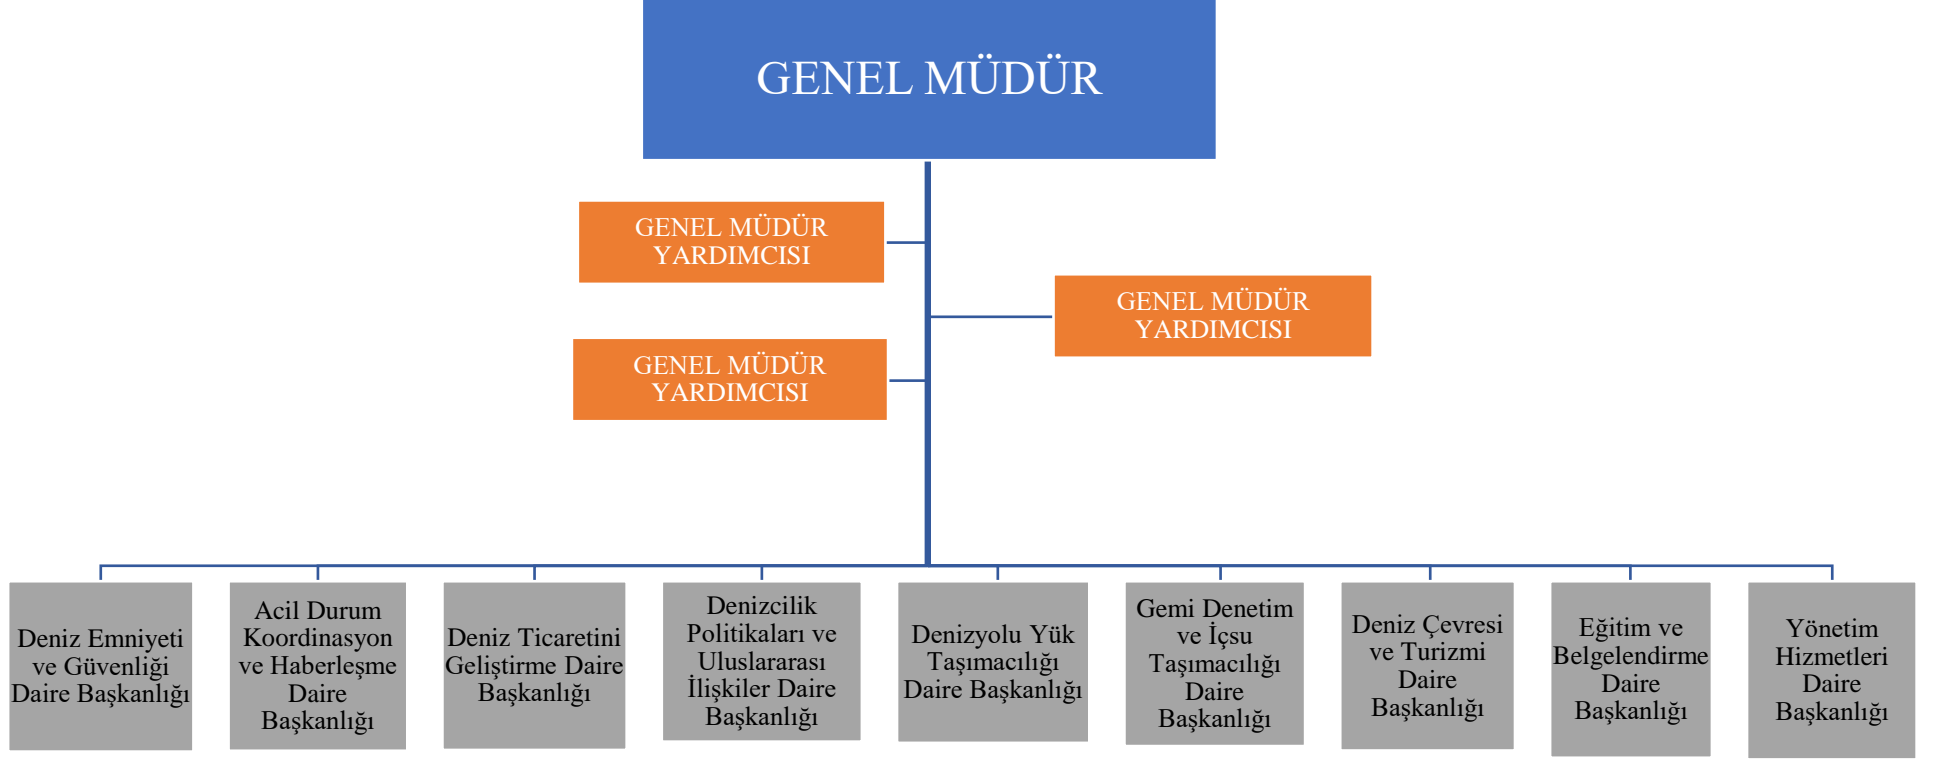 GENEL MÜDÜR
GENEL MÜDÜR
YARDIMCISI
GENEL MÜDÜR
YARDIMCISI
GENEL MÜDÜR
YARDIMCISI
Deniz Emniyeti
ve Güvenliği
Daire Başkanlığı
Acil Durum
Koordinasyon
ve Haberleşme
Daire
Başkanlığı
Deniz Ticaretini
Geliştirme Daire
Başkanlığı
Denizcilik
Politikaları ve
Uluslararası
İlişkiler Daire
Başkanlığı
Denizyolu Yük
Taşımacılığı
Daire Başkanlığı
Gemi Denetim
ve İçsu
Taşımacılığı
Daire
Başkanlığı
Deniz Çevresi
ve Turizmi
Daire
Başkanlığı
Eğitim ve
Belgelendirme
Daire
Başkanlığı
Yönetim
Hizmetleri
Daire
Başkanlığı